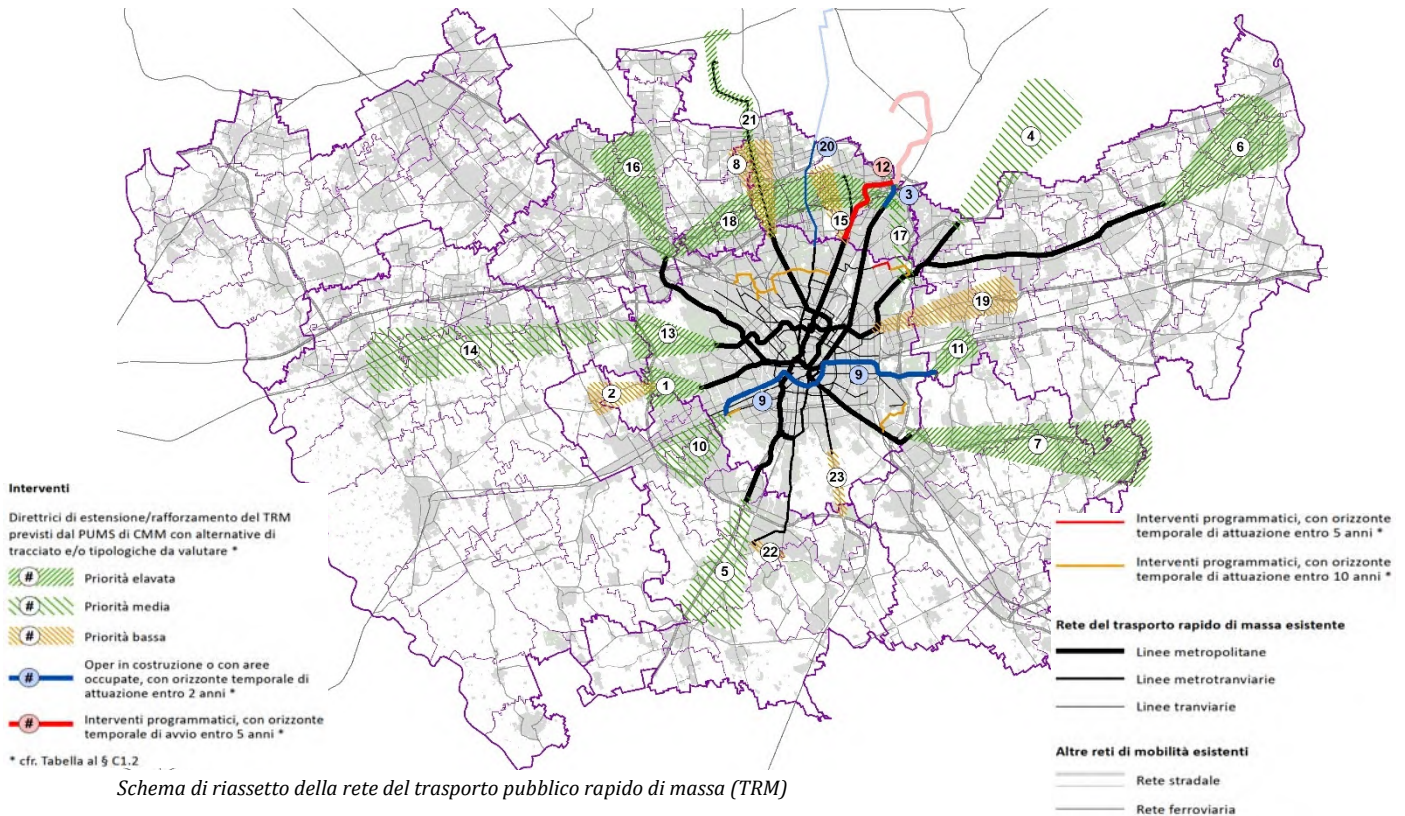 21
4
16
8
20
6
12
3
18
15
17
19
13
14
11
1
2
9
9
10
7
23
22
5
Interventi
Direttrici di estensione/rafforzamento del TRM
previsti dal PUMS di CMM con alternative di
tracciato e/o tipologiche da valutare *
# Priorità elavata
# Priorità media
# Priorità bassa
# Oper in costruzione o con aree
occupate, con orizzonte temporale di
attuazione entro 2 anni *
# Interventi programmatici, con orizzonte
temporale di avvio entro 5 anni *
* cfr. Tabella al § C1.2
Interventi programmatici, con orizzonte
temporale di attuazione entro 5 anni *
Interventi programmatici, con orizzonte
temporale di attuazione entro 10 anni *
Rete del trasporto rapido di massa esistente
Linee metropolitane
Linee metrotranviarie
Linee tranviarie
Altre reti di mobilità esistenti
Rete stradale
Rete ferroviaria
Schema di riassetto della rete del trasporto pubblico rapido di massa (TRM)